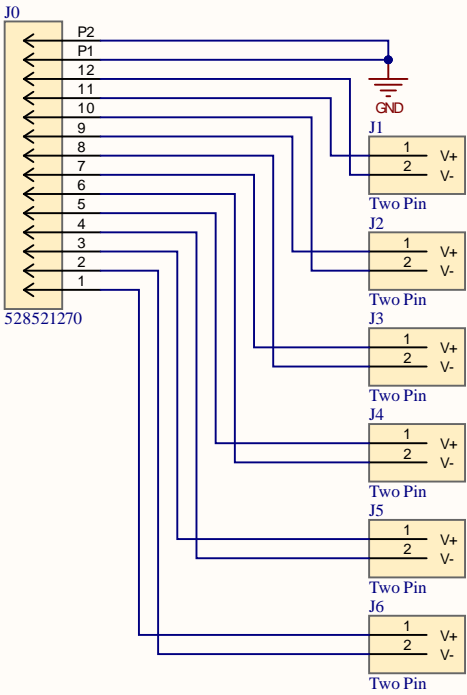 J0
P2
P1
12
11
10
9
8
7
6
5
4
3
2
1
528521270
GND
J1
1 V+
2 V-
Two Pin
J2
1 V+
2 V-
Two Pin
J3
1 V+
2 V-
Two Pin
J4
1 V+
2 V-
Two Pin
J5
1 V+
2 V-
Two Pin
J6
1 V+
2 V-
Two Pin